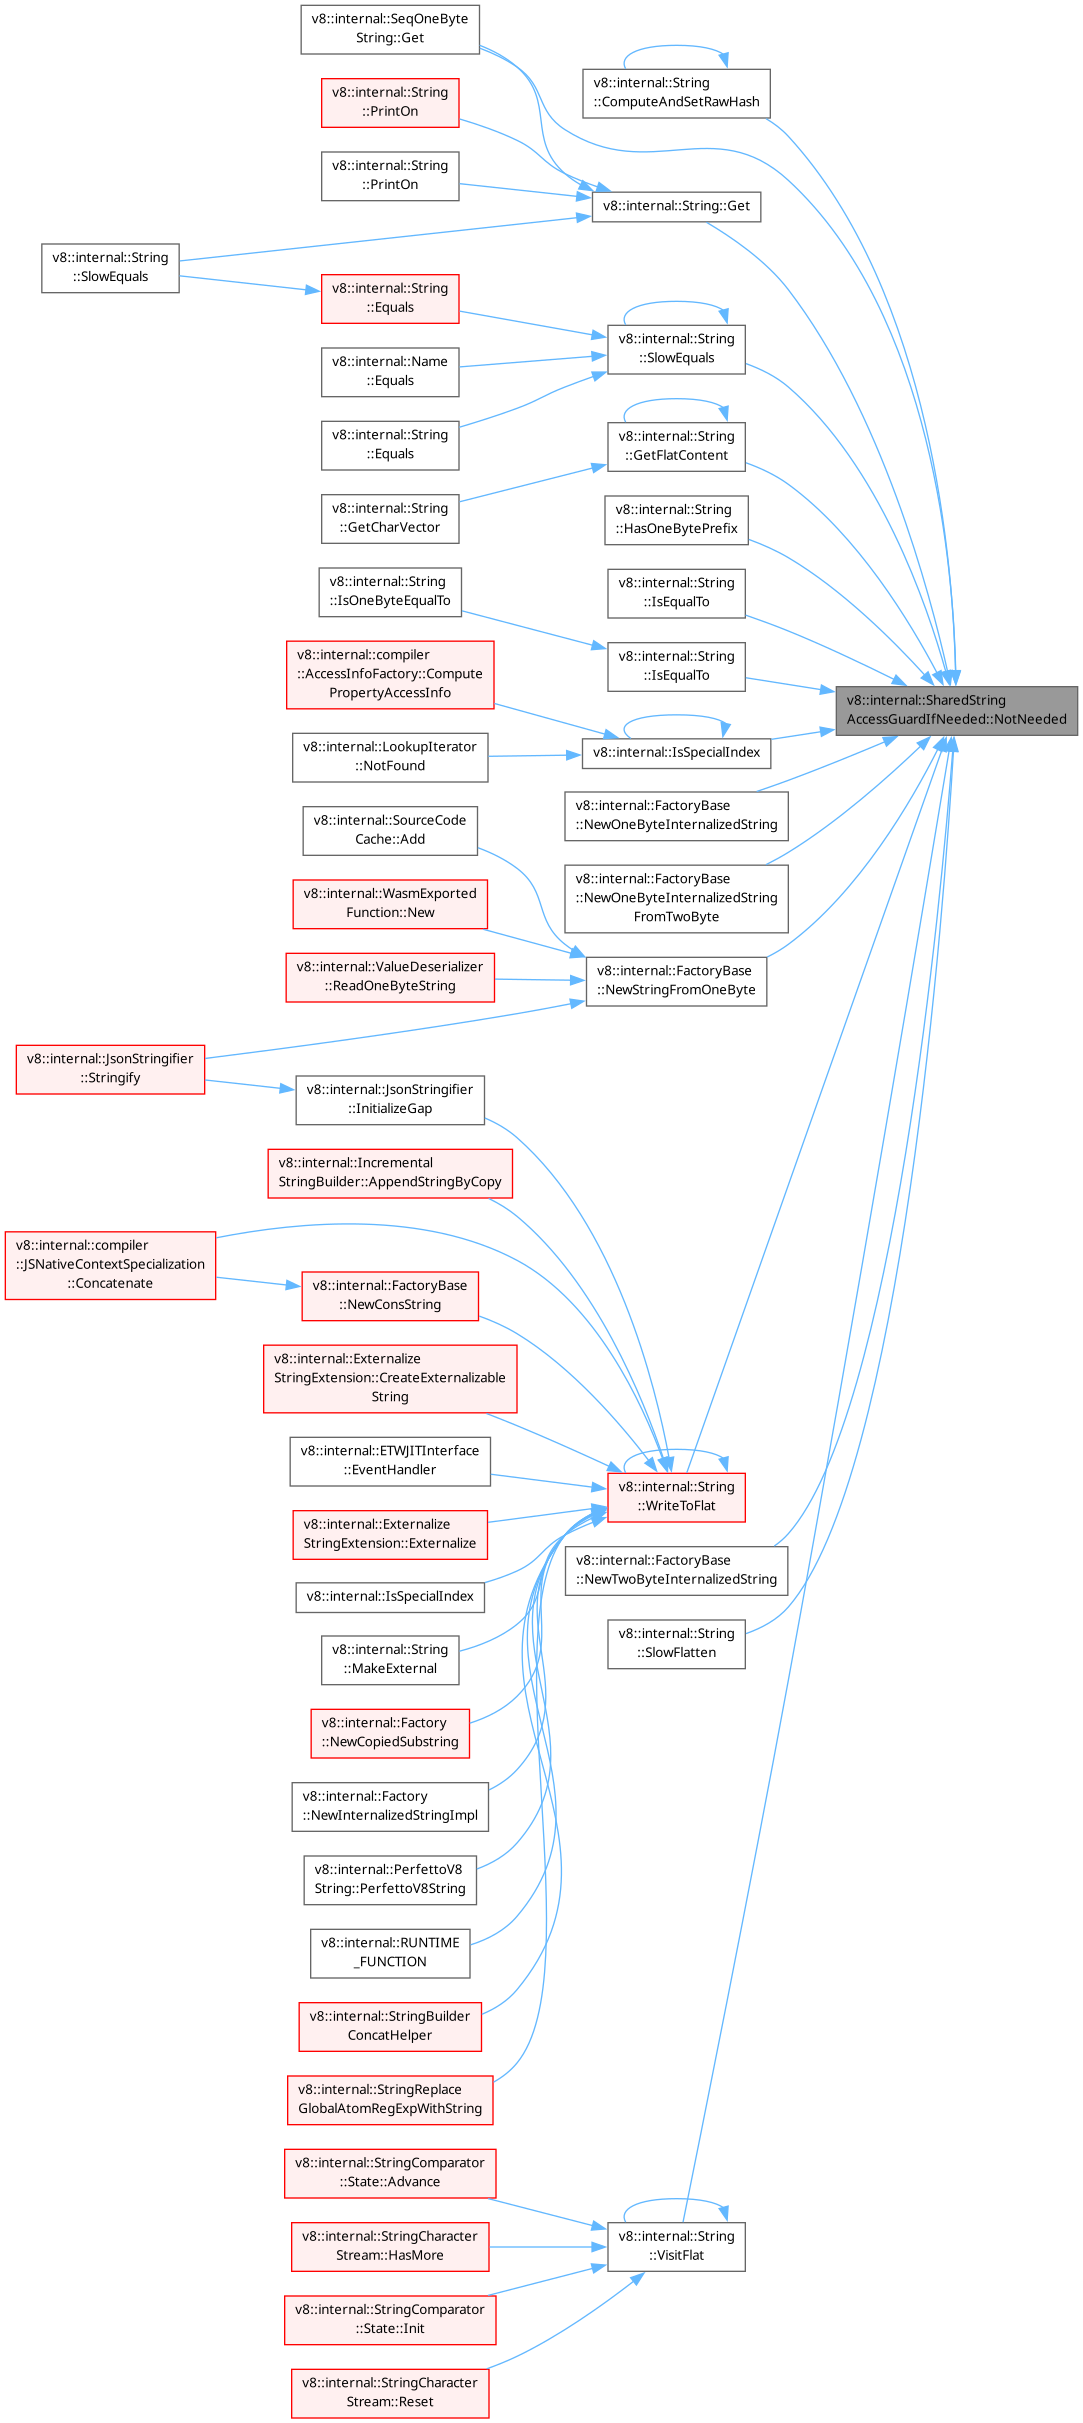 v8::internal::SeqOneByte
String::Get
v8::internal::String
::ComputeAndSetRawHash
v8::internal::String
::PrintOn
v8::internal::String
::PrintOn
v8::internal::String::Get
v8::internal::String
::SlowEquals
v8::internal::String
::Equals
v8::internal::String
::SlowEquals
v8::internal::Name
::Equals
v8::internal::String
::Equals
v8::internal::String
::GetFlatContent
v8::internal::String
::GetCharVector
v8::internal::String
::HasOneBytePrefix
v8::internal::String
::IsOneByteEqualTo
v8::internal::String
::IsEqualTo
v8::internal::compiler
::AccessInfoFactory::Compute
PropertyAccessInfo
v8::internal::String
::IsEqualTo
v8::internal::SharedString
AccessGuardIfNeeded::NotNeeded
v8::internal::LookupIterator
::NotFound
v8::internal::IsSpecialIndex
v8::internal::SourceCode
Cache::Add
v8::internal::FactoryBase
::NewOneByteInternalizedString
v8::internal::WasmExported
Function::New
v8::internal::FactoryBase
::NewOneByteInternalizedString
FromTwoByte
v8::internal::ValueDeserializer
::ReadOneByteString
v8::internal::FactoryBase
::NewStringFromOneByte
v8::internal::JsonStringifier
::Stringify
v8::internal::JsonStringifier
::InitializeGap
v8::internal::Incremental
StringBuilder::AppendStringByCopy
v8::internal::compiler
::JSNativeContextSpecialization
::Concatenate
v8::internal::FactoryBase
::NewConsString
v8::internal::Externalize
StringExtension::CreateExternalizable
String
v8::internal::ETWJITInterface
::EventHandler
v8::internal::String
::WriteToFlat
v8::internal::Externalize
StringExtension::Externalize
v8::internal::FactoryBase
::NewTwoByteInternalizedString
v8::internal::IsSpecialIndex
v8::internal::String
::SlowFlatten
v8::internal::String
::MakeExternal
v8::internal::Factory
::NewCopiedSubstring
v8::internal::Factory
::NewInternalizedStringImpl
v8::internal::PerfettoV8
String::PerfettoV8String
v8::internal::RUNTIME
_FUNCTION
v8::internal::StringBuilder
ConcatHelper
v8::internal::StringReplace
GlobalAtomRegExpWithString
v8::internal::StringComparator
::State::Advance
v8::internal::StringCharacter
Stream::HasMore
v8::internal::String
::VisitFlat
v8::internal::StringComparator
::State::Init
v8::internal::StringCharacter
Stream::Reset